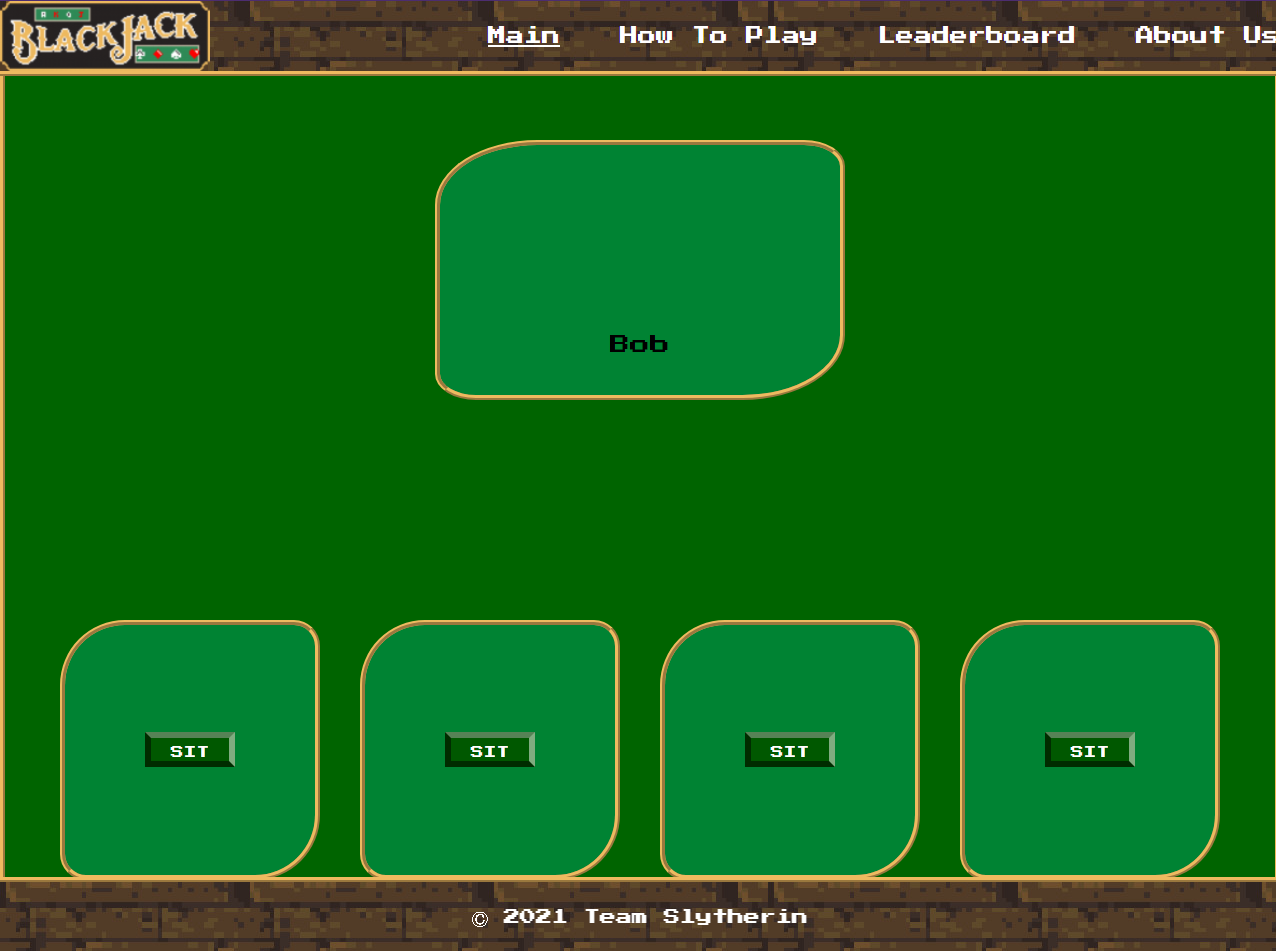 BLACKJACK
Main How To Play Leaderboard About Us
Bob
SIT SIT SIT SIT
© 2021 Team Slytherin